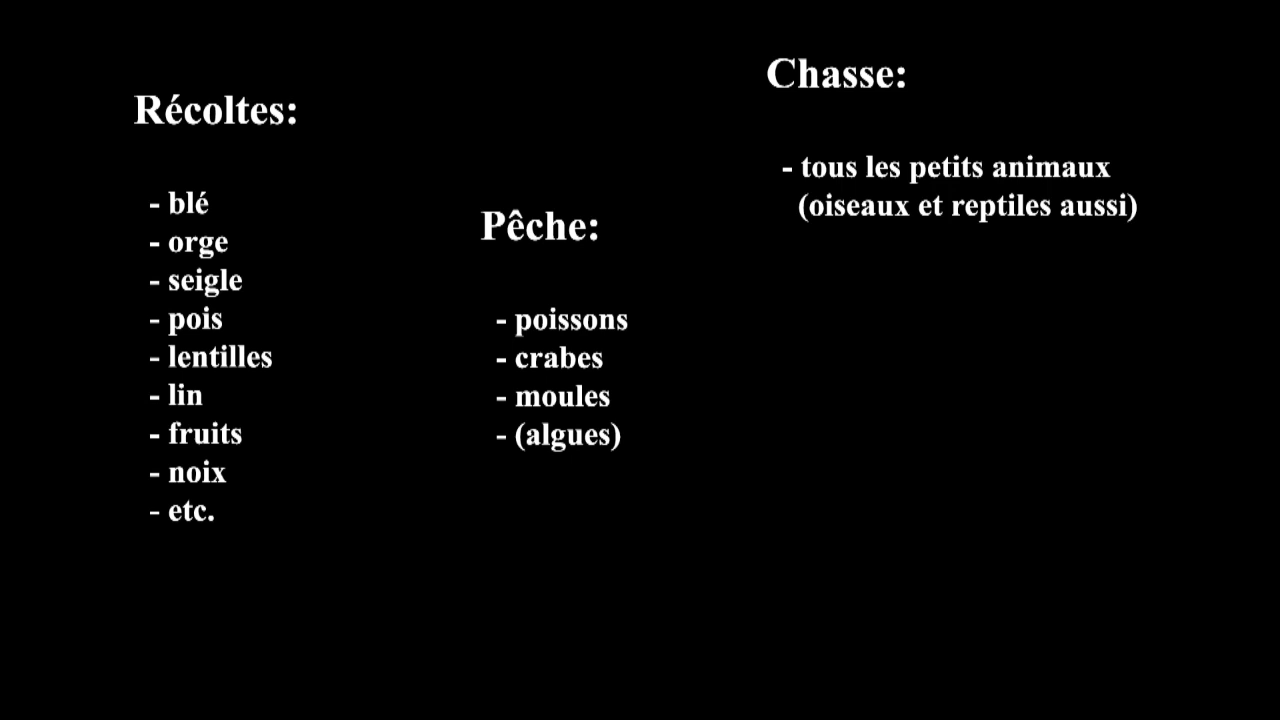 Récoltes:
- blé
- orge
- seigle
- pois
- lentilles
- lin
- fruits
- noix
- etc.
Pêche:
- poissons
- crabes
- moules
- (algues)
Chasse:
- tous les petits animaux
(oiseaux et reptiles aussi)